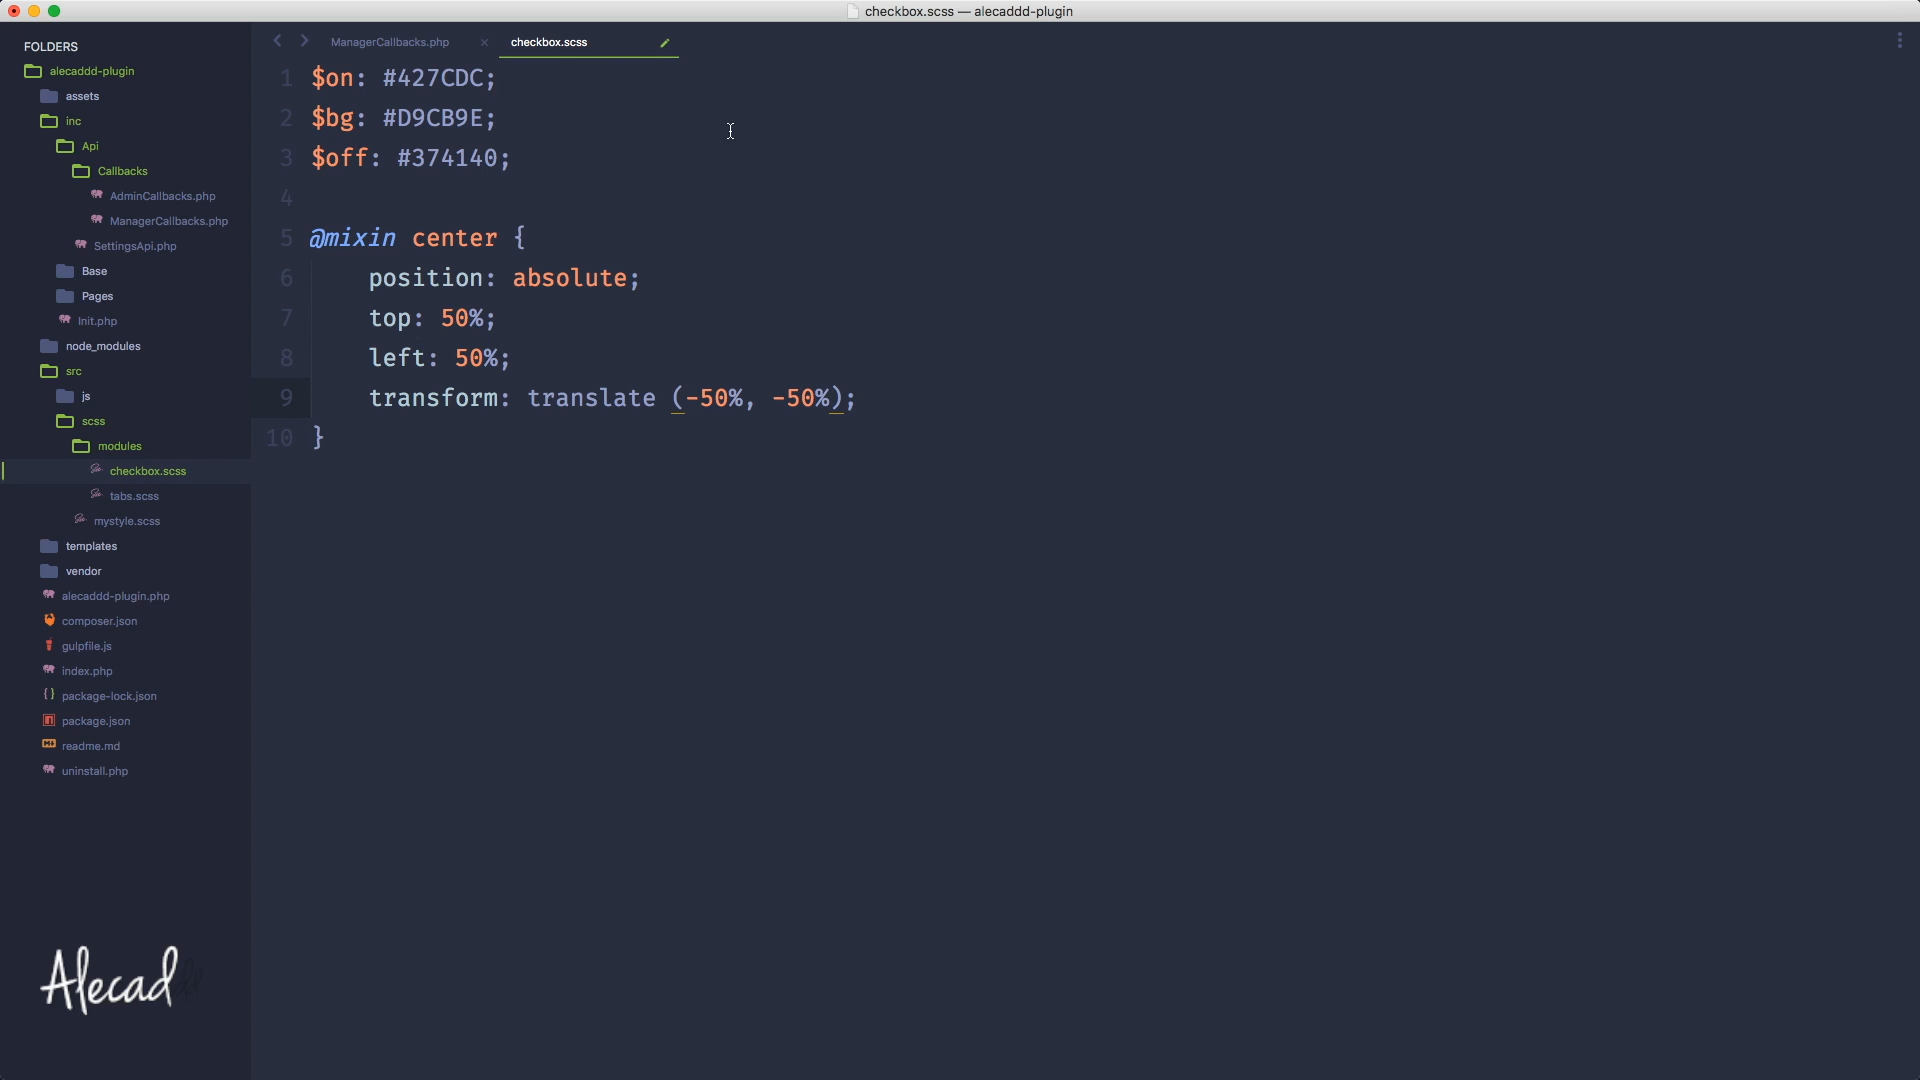 checkbox.scss — alecaddd-plugin
FOLDERS
alecaddd-plugin
assets
inc
Api
Callbacks
AdminCallbacks.php
ManagerCallbacks.php
SettingsApi.php
Base
Pages
Init.php
node_modules
src
js
scss
modules
checkbox.scss
tabs.scss
mystyle.scss
templates
vendor
alecaddd-plugin.php
composer.json
gulpfile.js
index.php
package-lock.json
package.json
readme.md
uninstall.php
Alecaddd
ManagerCallbacks.php
checkbox.scss
1 $on: #427CDC;
2 $bg: #D9CB9E;
3 $off: #374140;
4
5 @mixin center {
6 position: absolute;
7 top: 50%;
8 left: 50%;
9 transform: translate (-50%, -50%);
10 }